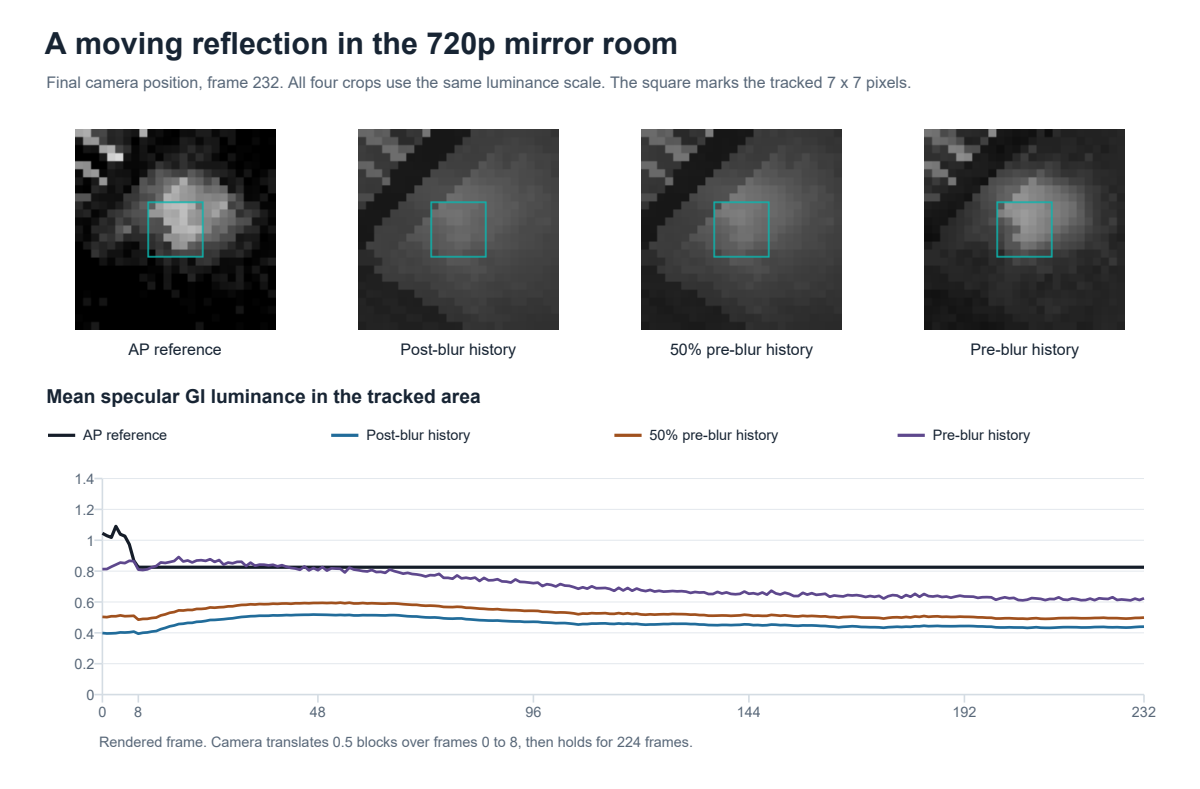 A moving reflection in the 720p mirror room
Final camera position, frame 232. All four crops use the same luminance scale. The square marks the tracked 7 x 7 pixels.
AP reference
Post-blur history
50% pre-blur history
Pre-blur history
Mean specular GI luminance in the tracked area
AP reference
Post-blur history
50% pre-blur history
Pre-blur history
1.4
1.2
1
0.8
0.6
0.4
0.2
0
0 8 48 96 144 192 232
Rendered frame. Camera translates 0.5 blocks over frames 0 to 8, then holds for 224 frames.